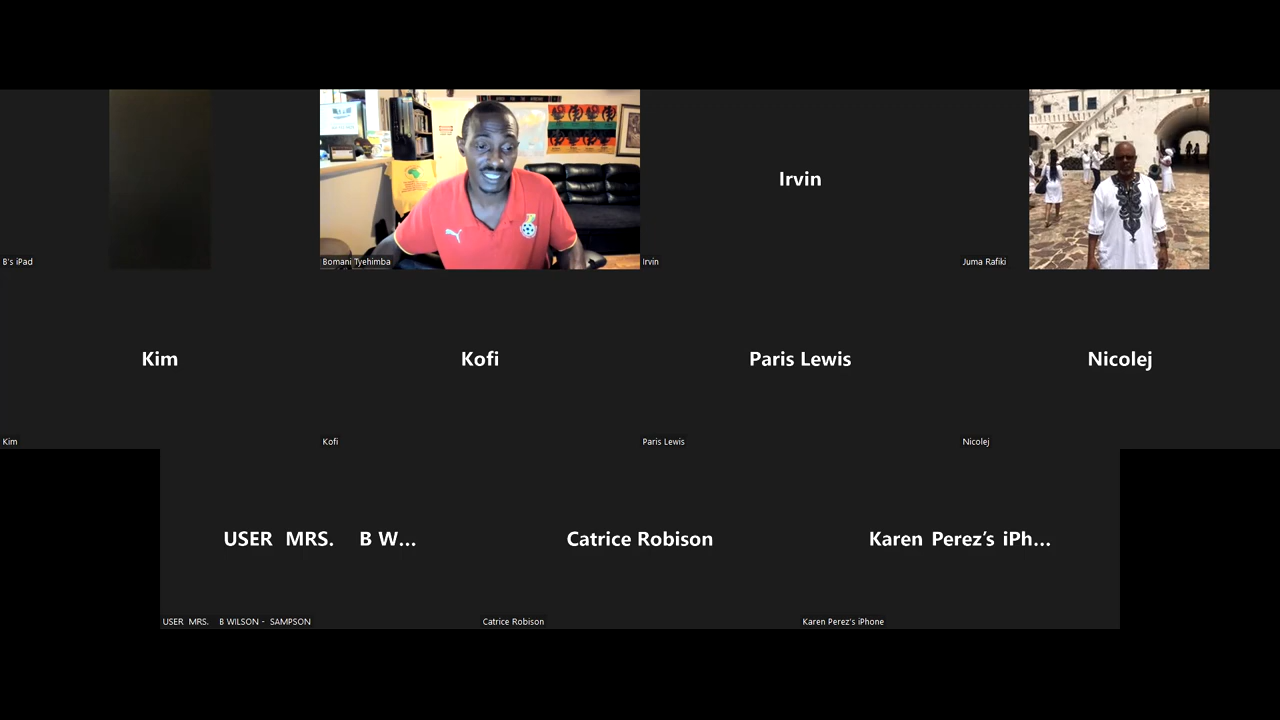 Irvin
B's iPad
Bomani Tyehimba
Irvin
Juma Rafiki
Kim
Kofi
Paris Lewis
Nicolej
Kim
Kofi
Paris Lewis
Nicolej
USER MRS. B W...
Catrice Robison
Karen Perez's iPh...
USER MRS. B WILSON - SAMPSON
Catrice Robison
Karen Perez's iPhone